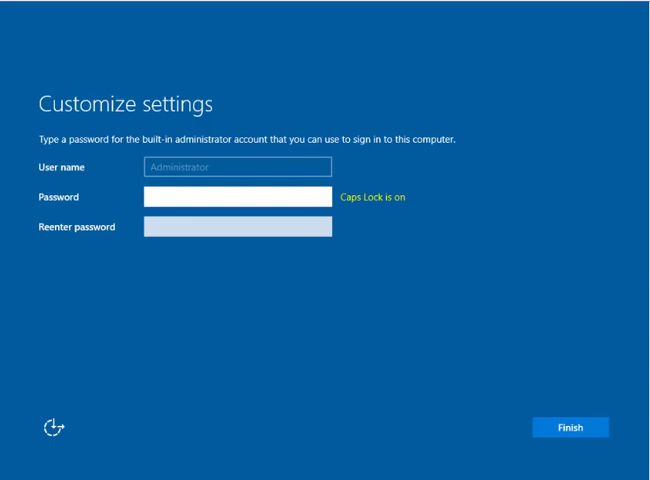 Customize settings
Type a password for the built-in administrator account that you can use to sign in to this computer.
User name
Administrator
Password
Caps Lock is on
Reenter password
Finish